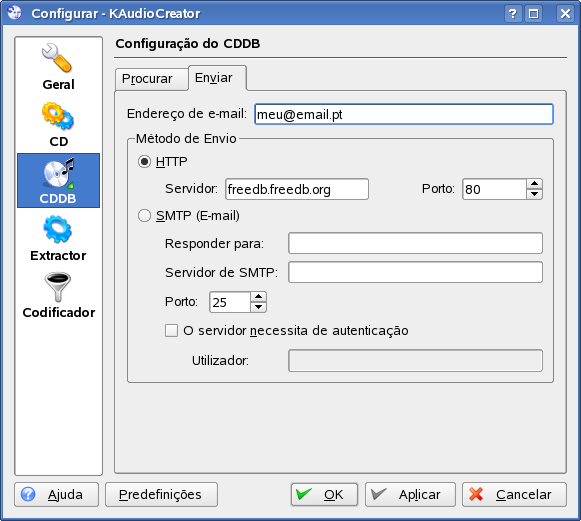 Configurar - KAudioCreator
Geral
CD
CDDB
Extractor
Codificador
Configuração do CDDB
Procurar
Enviar
Endereço de e-mail: meu@email.pt
Método de Envio
HTTP
Servidor: freedb.freedb.org Porto: 80
SMTP (E-mail)
Responder para:
Servidor de SMTP:
Porto: 25
O servidor necessita de autenticação
Utilizador:
Ajuda Predefinições OK Aplicar Cancelar